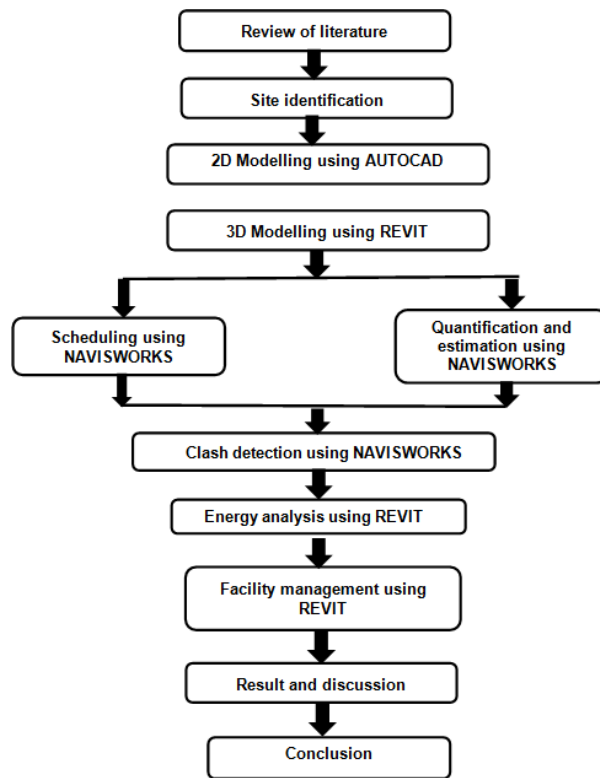 Review of literature
Site identification
2D Modelling using AUTOCAD
3D Modelling using REVIT
Scheduling using
NAVISWORKS
Quantification and
estimation using
NAVISWORKS
Clash detection using NAVISWORKS
Energy analysis using REVIT
Facility management using
REVIT
Result and discussion
Conclusion